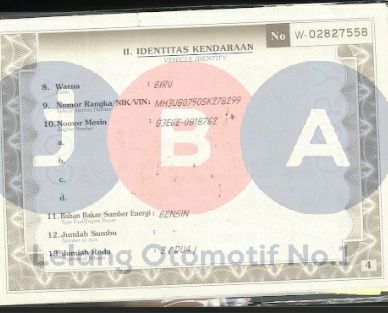 No W-02827558
II. IDENTITAS KENDARAAN
VEHICLE IDENTITY
8. Warna : BIRU
Color
9. Nomor Rangka/NIK/VIN: MH3UG0750SK278299
10. Nomor Mesin : G3E6E-0818762
Engine Number
a.
b.
c.
d.
JBA
11. Bahan Bakar/Sumber Energi : BENSIN
12. Jumlah Sumbu :
Number of Axle
Lelang Otomotif No.1
13. Jumlah Roda : 2 (DUA)
4